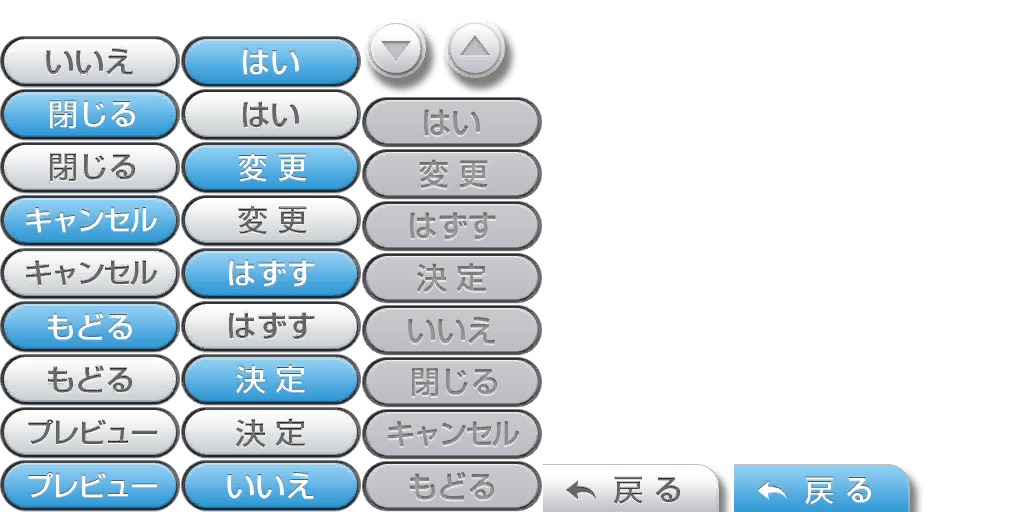 いいえ
閉じる
閉じる
キャンセル
キャンセル
もどる
もどる
プレビュー
プレビュー
はい
はい
変更
変更
はずす
はずす
決定
決定
いいえ
はい
変更
はずす
決定
いいえ
閉じる
キャンセル
もどる
戻る
戻る